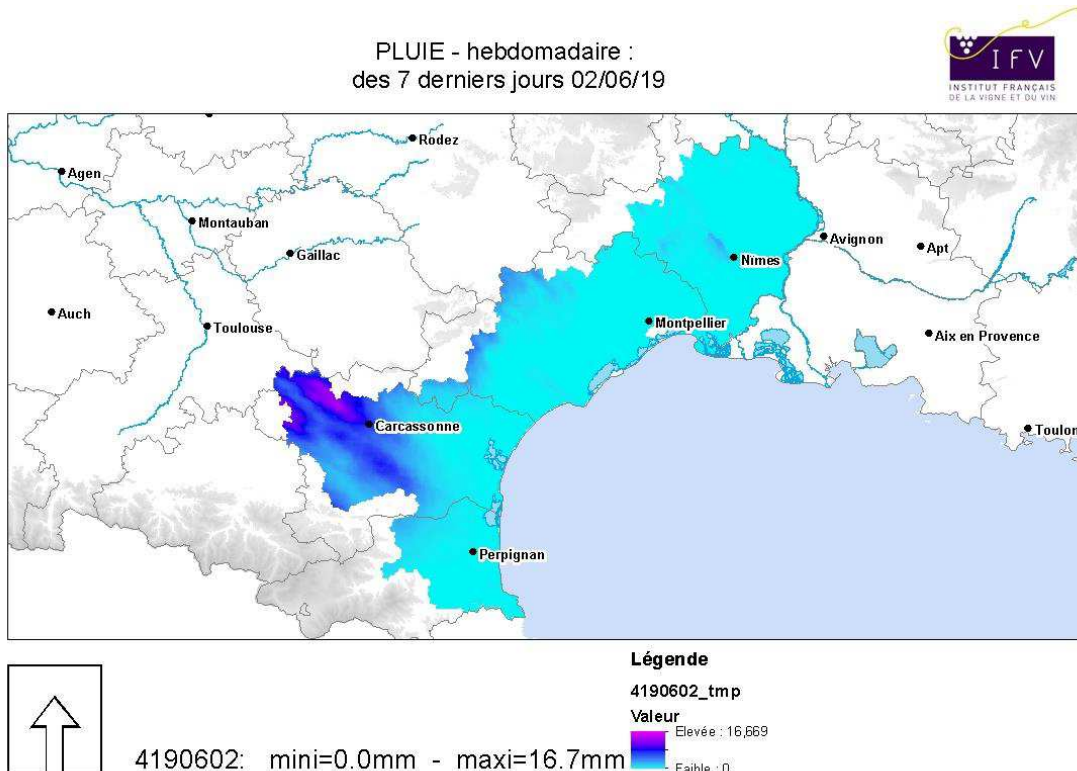 PLUIE - hebdomadaire :
des 7 derniers jours 02/06/19
IFV
INSTITUT FRANÇAIS
DE LA VIGNE ET DU VIN
Rodez
Agen
Montauban
Gaillac
Avignon
Apt
Nîmes
Auch
Toulouse
Montpellier
Aix en Provence
Carcassonne
Toulon
Perpignan
Légende
4190602_tmp
Valeur
Elevée : 16,669
Faible : 0
4190602: mini=0.0mm - maxi=16.7mm